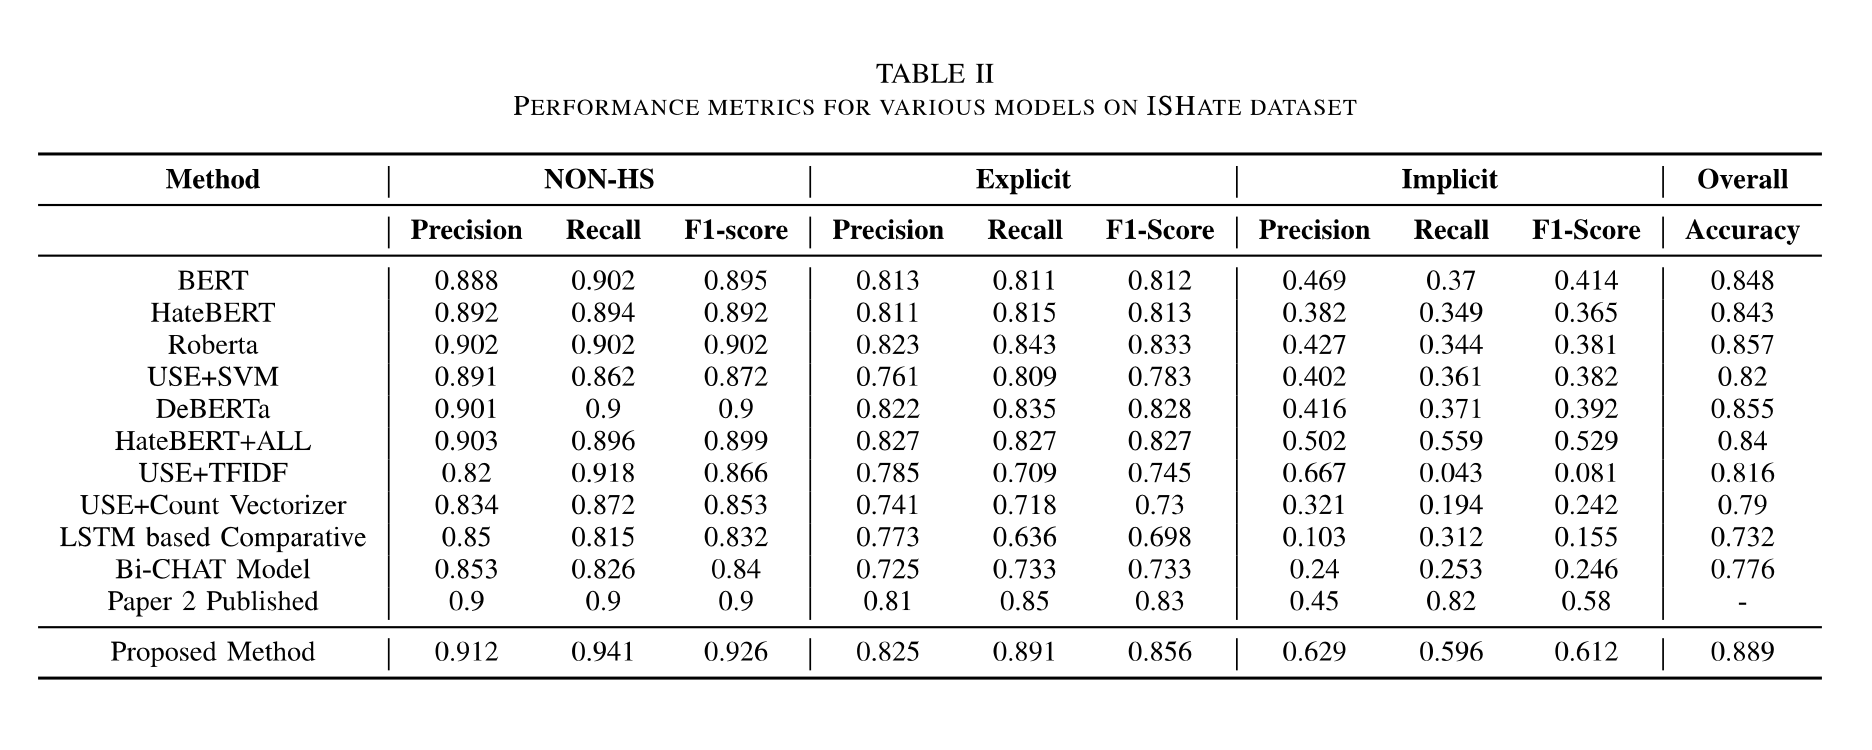 TABLE II
PERFORMANCE METRICS FOR VARIOUS MODELS ON ISHATE DATASET
Method NON-HS Explicit Implicit Overall
Precision Recall F1-score Precision Recall F1-Score Precision Recall F1-Score Accuracy
BERT 0.888 0.902 0.895 0.813 0.811 0.812 0.469 0.37 0.414 0.848
HateBERT 0.892 0.894 0.892 0.811 0.815 0.813 0.382 0.349 0.365 0.843
Roberta 0.902 0.902 0.902 0.823 0.843 0.833 0.427 0.344 0.381 0.857
USE+SVM 0.891 0.862 0.872 0.761 0.809 0.783 0.402 0.361 0.382 0.82
DeBERTa 0.901 0.9 0.9 0.822 0.835 0.828 0.416 0.371 0.392 0.855
HateBERT+ALL 0.903 0.896 0.899 0.827 0.827 0.827 0.502 0.559 0.529 0.84
USE+TFIDF 0.82 0.918 0.866 0.785 0.709 0.745 0.667 0.043 0.081 0.816
USE+Count Vectorizer 0.834 0.872 0.853 0.741 0.718 0.73 0.321 0.194 0.242 0.79
LSTM based Comparative 0.85 0.815 0.832 0.773 0.636 0.698 0.103 0.312 0.155 0.732
Bi-CHAT Model 0.853 0.826 0.84 0.725 0.733 0.733 0.24 0.253 0.246 0.776
Paper 2 Published 0.9 0.9 0.9 0.81 0.85 0.83 0.45 0.82 0.58 -
Proposed Method 0.912 0.941 0.926 0.825 0.891 0.856 0.629 0.596 0.612 0.889